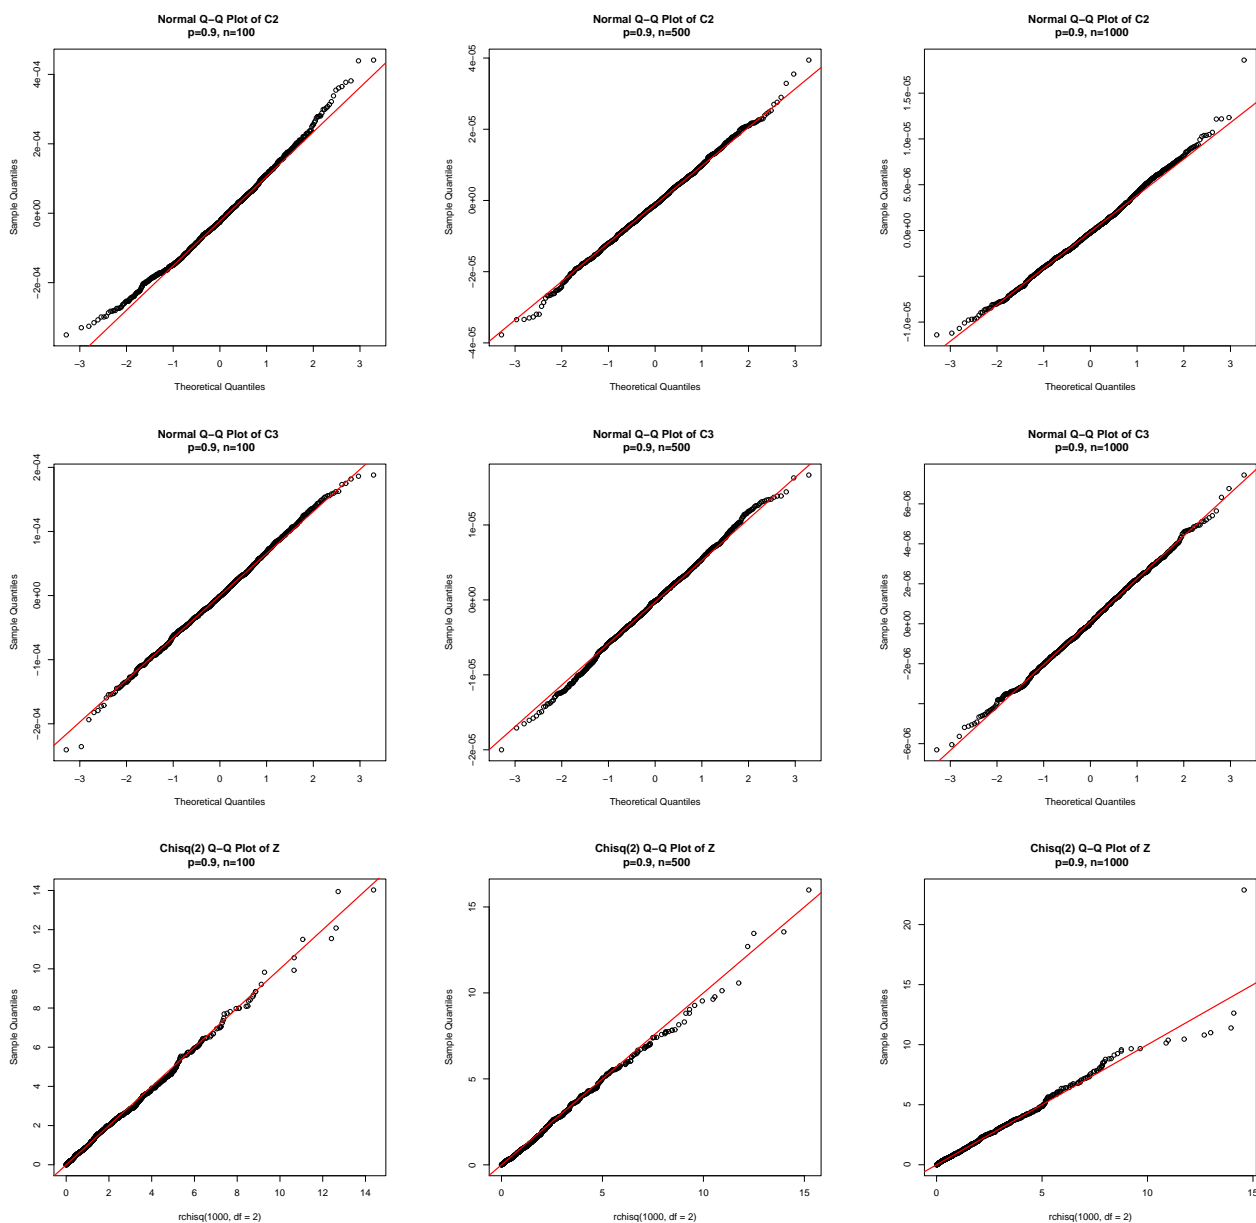 Normal Q−Q Plot of C2
p=0.9, n=100
Sample Quantiles
−2e−04 0e+00 2e−04 4e−04
−3 −2 −1 0 1 2 3
Theoretical Quantiles
Normal Q−Q Plot of C2
p=0.9, n=500
Sample Quantiles
−4e−05 −2e−05 0e+00 2e−05 4e−05
−3 −2 −1 0 1 2 3
Theoretical Quantiles
Normal Q−Q Plot of C2
p=0.9, n=1000
Sample Quantiles
−1.0e−05 0.0e+00 5.0e−06 1.0e−05 1.5e−05
−3 −2 −1 0 1 2 3
Theoretical Quantiles
Normal Q−Q Plot of C3
p=0.9, n=100
Sample Quantiles
−2e−04 −1e−04 0e+00 1e−04 2e−04
−3 −2 −1 0 1 2 3
Theoretical Quantiles
Normal Q−Q Plot of C3
p=0.9, n=500
Sample Quantiles
−2e−05 −1e−05 0e+00 1e−05
−3 −2 −1 0 1 2 3
Theoretical Quantiles
Normal Q−Q Plot of C3
p=0.9, n=1000
Sample Quantiles
−6e−06 −2e−06 0e+00 2e−06 4e−06 6e−06
−3 −2 −1 0 1 2 3
Theoretical Quantiles
Chisq(2) Q−Q Plot of Z
p=0.9, n=100
Sample Quantiles
0 2 4 6 8 10 12 14
0 2 4 6 8 10 12 14
rchisq(1000, df = 2)
Chisq(2) Q−Q Plot of Z
p=0.9, n=500
Sample Quantiles
0 5 10 15
0 5 10 15
rchisq(1000, df = 2)
Chisq(2) Q−Q Plot of Z
p=0.9, n=1000
Sample Quantiles
0 5 10 15 20
0 5 10 15
rchisq(1000, df = 2)